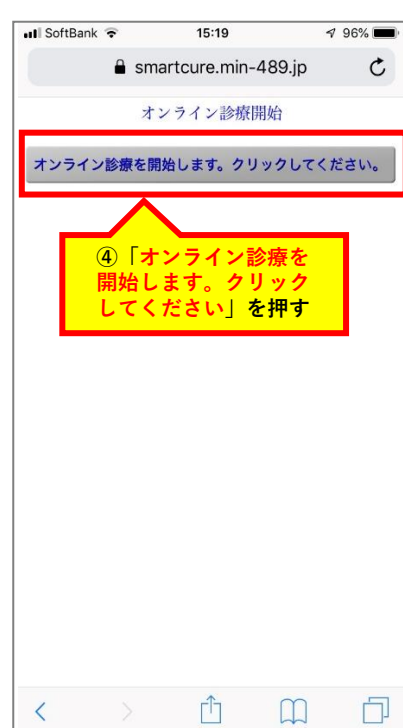 SoftBank 15:19 96%
smartcure.min-489.jp
オンライン診療開始
オンライン診療を開始します。クリックしてください。
④「オンライン診療を
開始します。クリック
してください」を押す